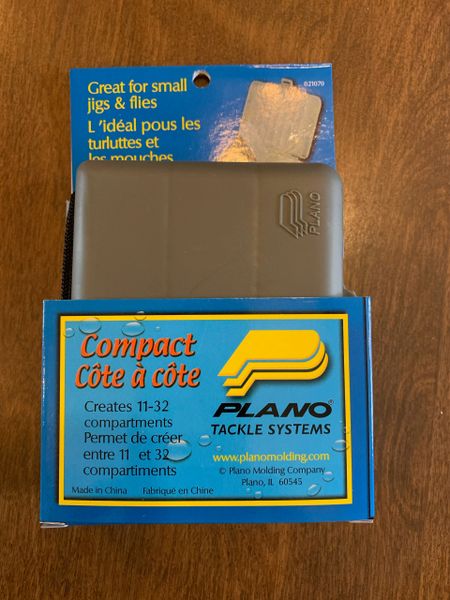 Great for small
jigs & flies
L'idéal pous les
turluttes et
les mouches
021070
PLANO
Compact
Côte à côte
Creates 11-32
compartments
Permet de créer
entre 11 et 32
compartiments
Made in China Fabriqué en Chine
PLANO®
TACKLE SYSTEMS
www.planomolding.com
© Plano Molding Company
Plano, IL 60545